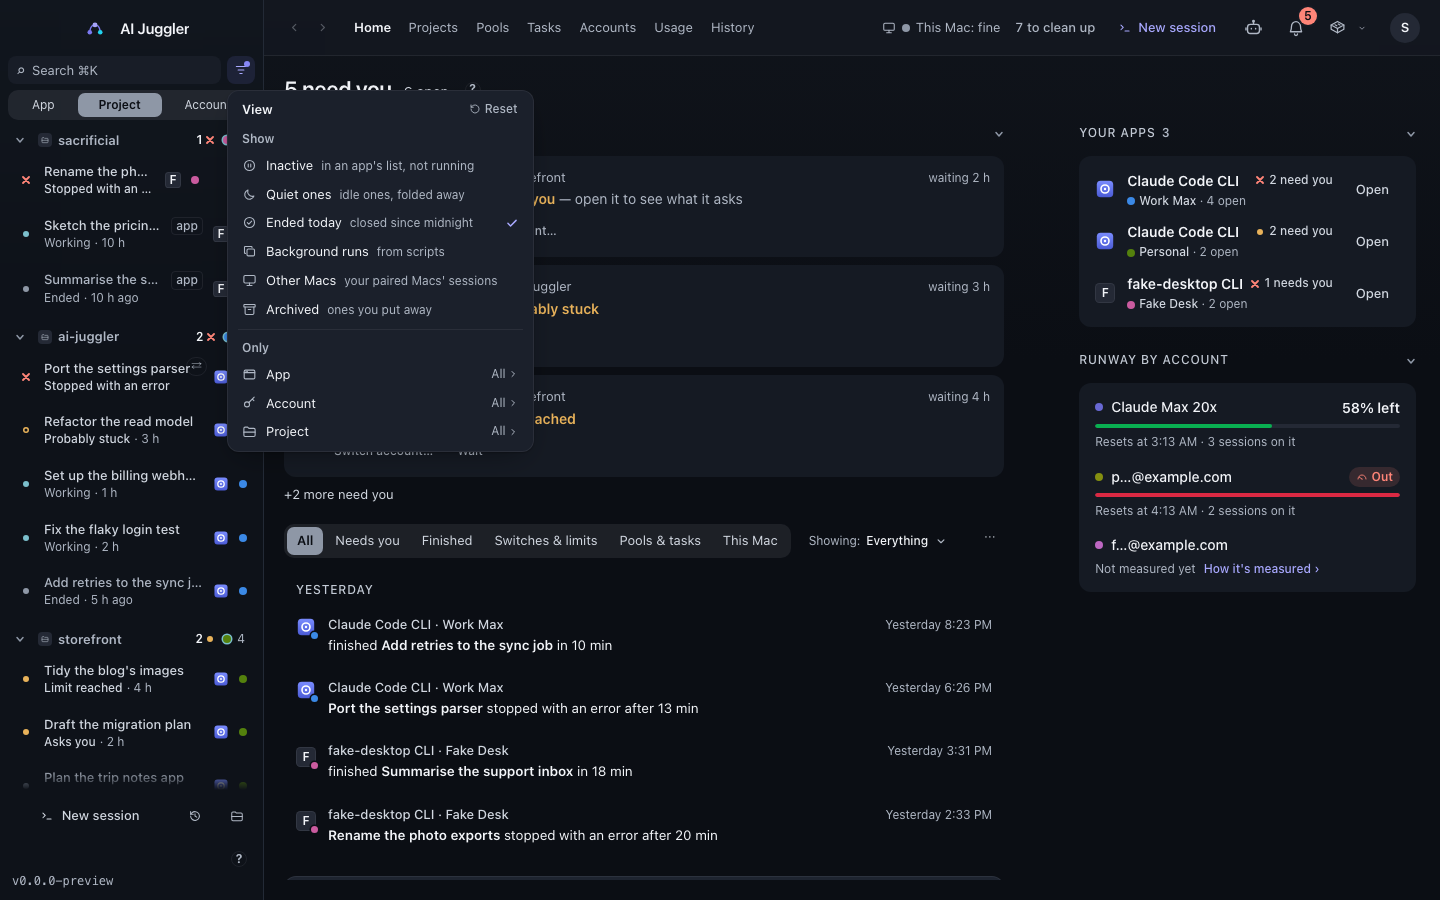 AI Juggler
Home
Projects
Pools
Tasks
Accounts
Usage
History
This Mac: fine
7 to clean up
New session
5
S
Search ⌘K
App
Project
sacrificial
1
Rename the ph...
Stopped with an ...
F
Sketch the pricin...
app
Working · 10 h
F
Summarise the s...
app
Ended · 10 h ago
F
ai-juggler
2
Port the settings parser
Stopped with an error
Refactor the read model
Probably stuck · 3 h
Set up the billing webh...
Working · 1 h
Fix the flaky login test
Working · 2 h
Add retries to the sync j...
Ended · 5 h ago
storefront
2
4
Tidy the blog's images
Limit reached · 4 h
Draft the migration plan
Asks you · 2 h
Plan the trip notes app
New session
?
v0.0.0-preview
View
Reset
Show
Inactive in an app's list, not running
Quiet ones idle ones, folded away
Ended today closed since midnight
Background runs from scripts
Other Macs your paired Macs' sessions
Archived ones you put away
Only
App
All ›
Account
All ›
Project
All ›
5 need you
waiting 2 h
you — open it to see what it asks
waiting 3 h
stuck
waiting 4 h
+2 more need you
All
Needs you
Finished
Switches & limits
Pools & tasks
This Mac
Showing: Everything
...
YESTERDAY
Claude Code CLI · Work Max
Yesterday 8:23 PM
finished Add retries to the sync job in 10 min
Claude Code CLI · Work Max
Yesterday 6:26 PM
Port the settings parser stopped with an error after 13 min
F
fake-desktop CLI · Fake Desk
Yesterday 3:31 PM
finished Summarise the support inbox in 18 min
F
fake-desktop CLI · Fake Desk
Yesterday 2:33 PM
Rename the photo exports stopped with an error after 20 min
YOUR APPS 3
Claude Code CLI
2 need you
Work Max · 4 open
Open
Claude Code CLI
2 need you
Personal · 2 open
Open
F
fake-desktop CLI
1 needs you
Fake Desk · 2 open
Open
RUNWAY BY ACCOUNT
Claude Max 20x
58% left
Resets at 3:13 AM · 3 sessions on it
p...@example.com
Out
Resets at 4:13 AM · 2 sessions on it
f...@example.com
Not measured yet How it's measured ›